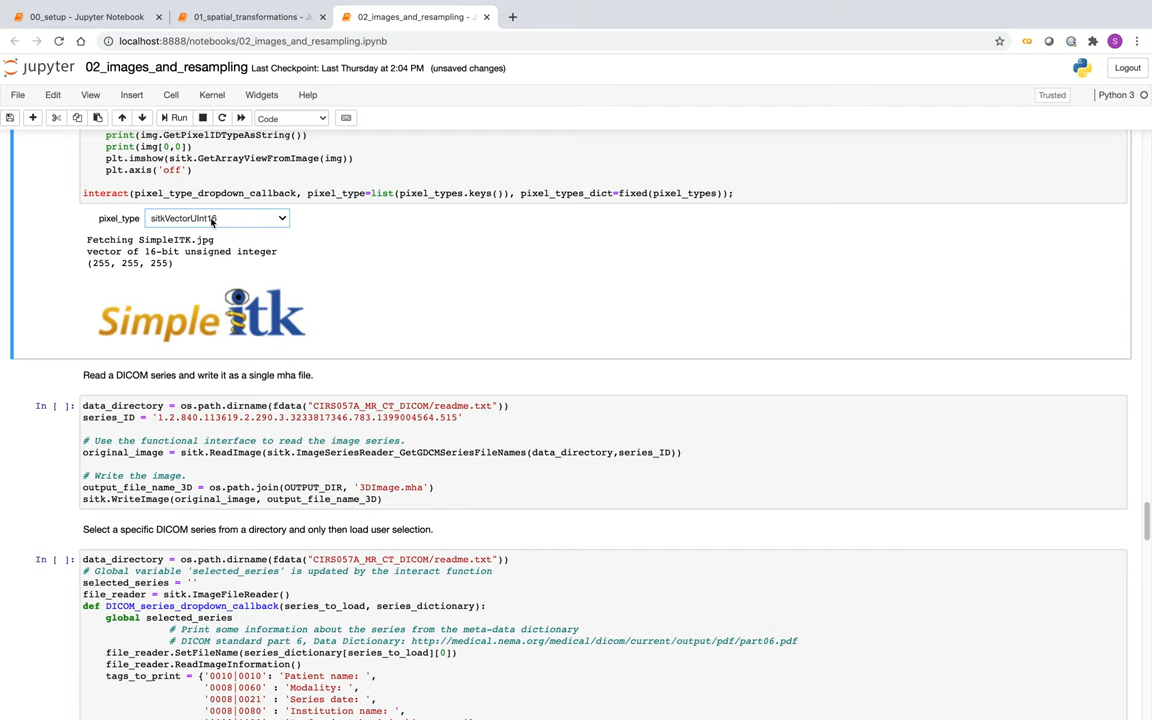 00_setup - Jupyter Notebook
01_spatial_transformations - Ju
02_images_and_resampling - J
localhost:8888/notebooks/02_images_and_resampling.ipynb
S
jupyter 02_images_and_resampling Last Checkpoint: Last Thursday at 2:04 PM (unsaved changes)
Logout
File Edit View Insert Cell Kernel Widgets Help
Trusted Python 3
Run
Code
print(img.GetPixelIDTypeAsString())
print(img[0,0])
plt.imshow(sitk.GetArrayViewFromImage(img))
plt.axis('off')
interact(pixel_type_dropdown_callback, pixel_type=list(pixel_types.keys()), pixel_types_dict=fixed(pixel_types));
pixel_type sitkVectorUInt16
Fetching SimpleITK.jpg
vector of 16-bit unsigned integer
(255, 255, 255)
Simple itk
Read a DICOM series and write it as a single mha file.
In [ ]: data_directory = os.path.dirname(fdata("CIRS057A_MR_CT_DICOM/readme.txt"))
series_ID = '1.2.840.113619.2.290.3.3233817346.783.1399004564.515'
# Use the functional interface to read the image series.
original_image = sitk.ReadImage(sitk.ImageSeriesReader_GetGDCMSeriesFileNames(data_directory,series_ID))
# Write the image.
output_file_name_3D = os.path.join(OUTPUT_DIR, '3DImage.mha')
sitk.WriteImage(original_image, output_file_name_3D)
Select a specific DICOM series from a directory and only then load user selection.
In [ ]: data_directory = os.path.dirname(fdata("CIRS057A_MR_CT_DICOM/readme.txt"))
# Global variable 'selected_series' is updated by the interact function
selected_series = ''
file_reader = sitk.ImageFileReader()
def DICOM_series_dropdown_callback(series_to_load, series_dictionary):
global selected_series
# Print some information about the series from the meta-data dictionary
# DICOM standard part 6, Data Dictionary: http://medical.nema.org/medical/dicom/current/output/pdf/part06.pdf
file_reader.SetFileName(series_dictionary[series_to_load][0])
file_reader.ReadImageInformation()
tags_to_print = {'0010|0010': 'Patient name: ',
'0008|0060' : 'Modality: ',
'0008|0021' : 'Series date: ',
'0008|0080' : 'Institution name: ',